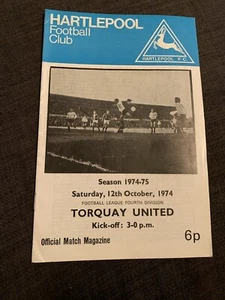 HARTLEPOOL
Football
Club
HARTLEPOOL F.C.
Season 1974-75
Saturday, 12th October, 1974
FOOTBALL LEAGUE FOURTH DIVISION
TORQUAY UNITED
Kick-off: 3-0 p.m.
Official Match Magazine
6p